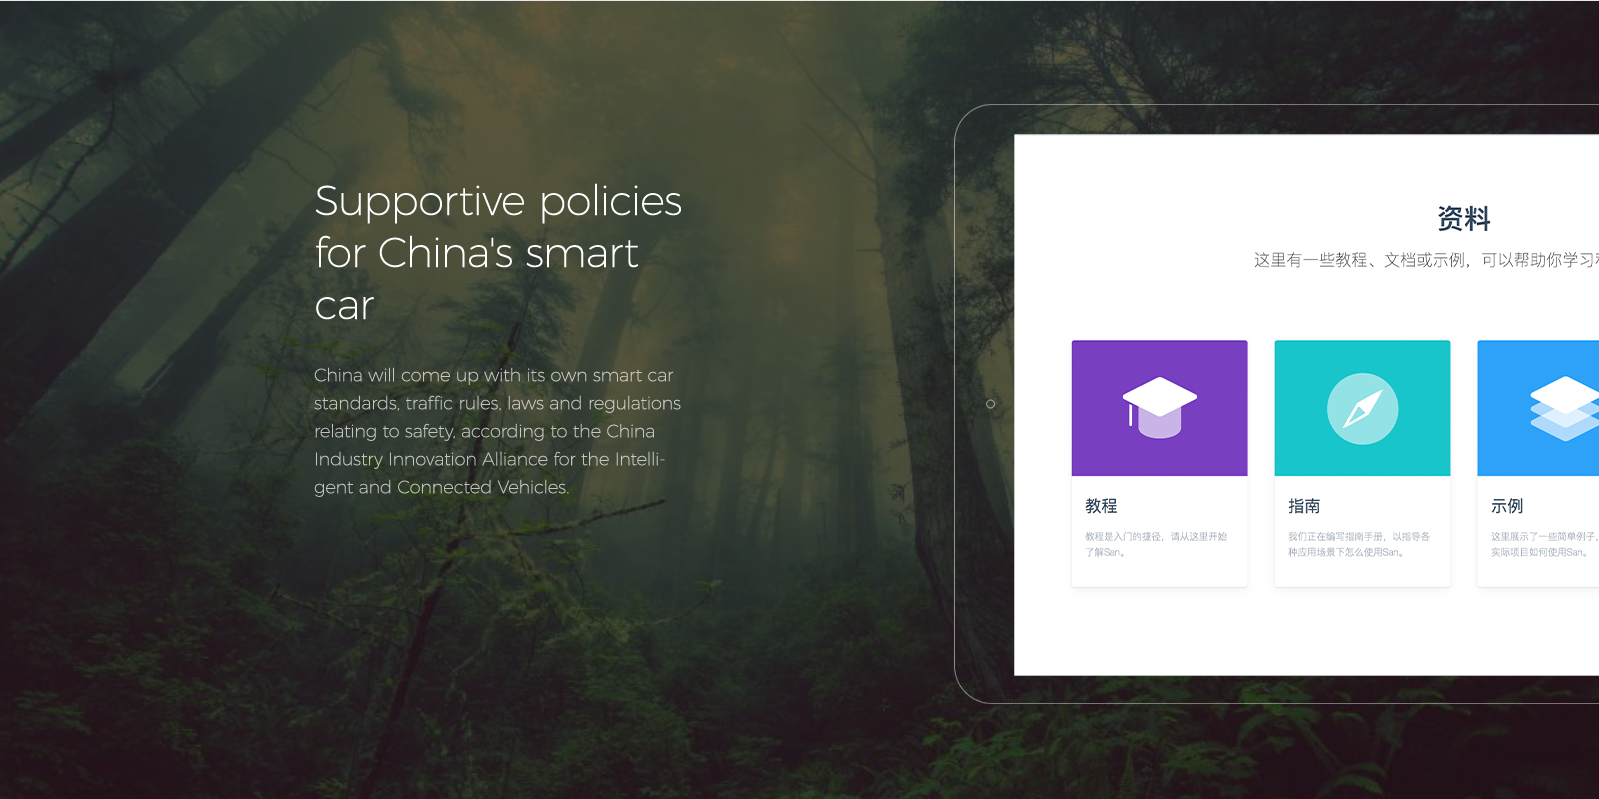 Supportive policies
for China's smart
car
China will come up with its own smart car
standards, traffic rules, laws and regulations
relating to safety, according to the China
Industry Innovation Alliance for the Intelli-
gent and Connected Vehicles.
资料
这里有一些教程、文档或示例，可以帮助你学习
教程
教程是入门的捷径，请从这里开始
了解San。
指南
我们正在编写指南手册，以指导各
种应用场景下怎么使用San。
示例
这里展示了一些简单例子，
实际项目如何使用San。